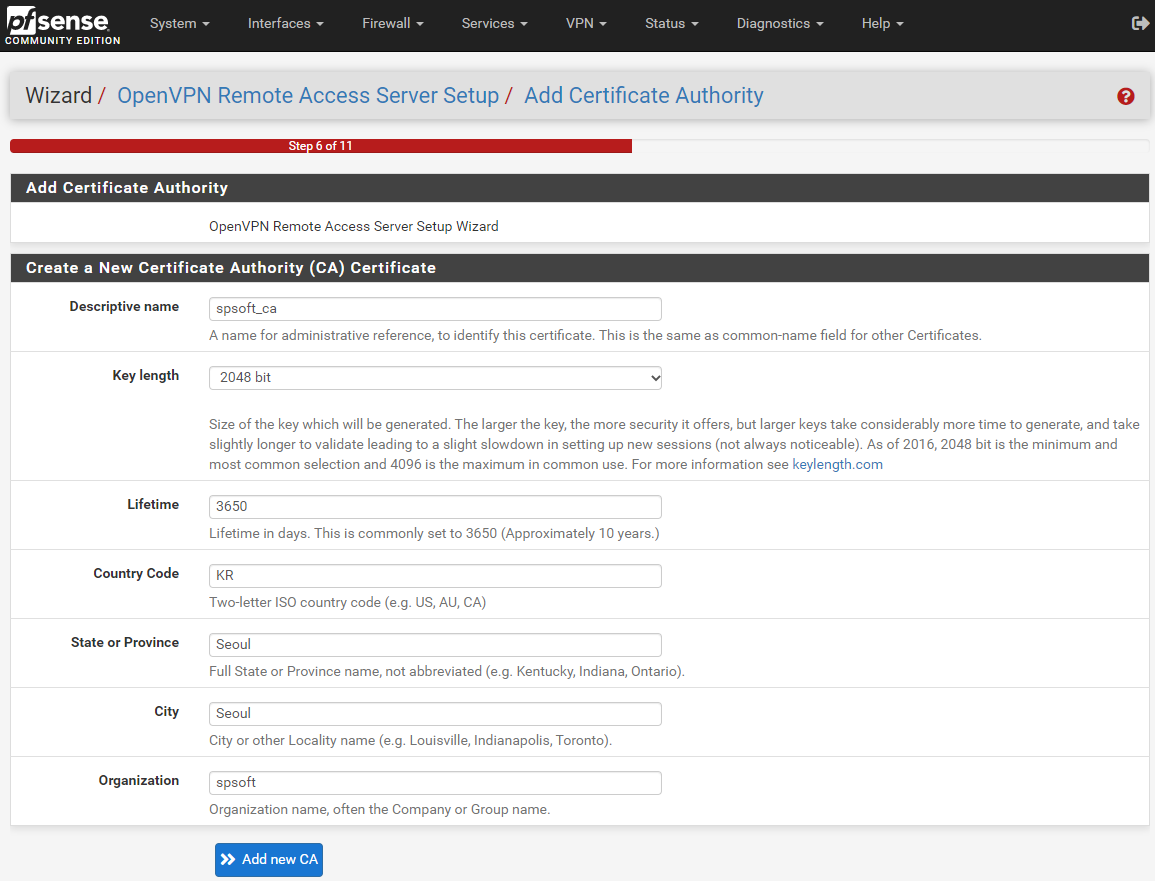 pfsense
COMMUNITY EDITION
System Interfaces Firewall Services VPN Status Diagnostics Help
Wizard / OpenVPN Remote Access Server Setup / Add Certificate Authority
Step 6 of 11
Add Certificate Authority
OpenVPN Remote Access Server Setup Wizard
Create a New Certificate Authority (CA) Certificate
Descriptive name spsoft_ca
A name for administrative reference, to identify this certificate. This is the same as common-name field for other Certificates.
Key length 2048 bit
Size of the key which will be generated. The larger the key, the more security it offers, but larger keys take considerably more time to generate, and take
slightly longer to validate leading to a slight slowdown in setting up new sessions (not always noticeable). As of 2016, 2048 bit is the minimum and
most common selection and 4096 is the maximum in common use. For more information see keylength.com
Lifetime 3650
Lifetime in days. This is commonly set to 3650 (Approximately 10 years.)
Country Code KR
Two-letter ISO country code (e.g. US, AU, CA)
State or Province Seoul
Full State or Province name, not abbreviated (e.g. Kentucky, Indiana, Ontario).
City Seoul
City or other Locality name (e.g. Louisville, Indianapolis, Toronto).
Organization spsoft
Organization name, often the Company or Group name.
Add new CA